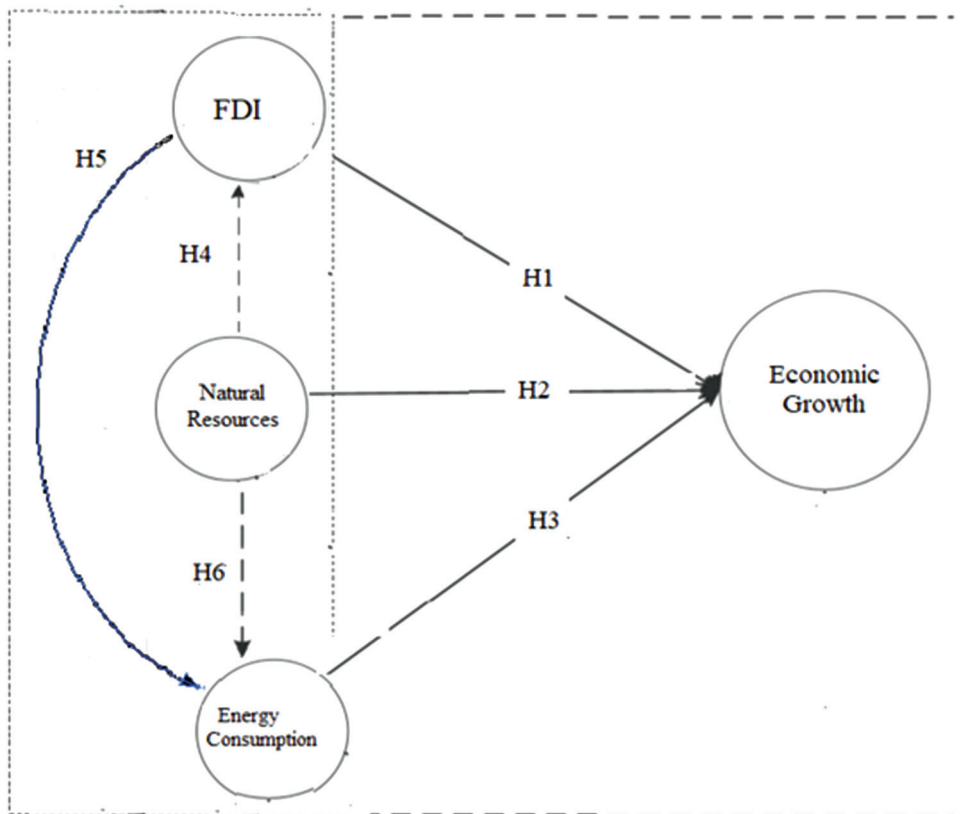 FDI
H5
H4
H1
Natural
Resources
H2
Economic
Growth
H3
H6
Energy
Consumption